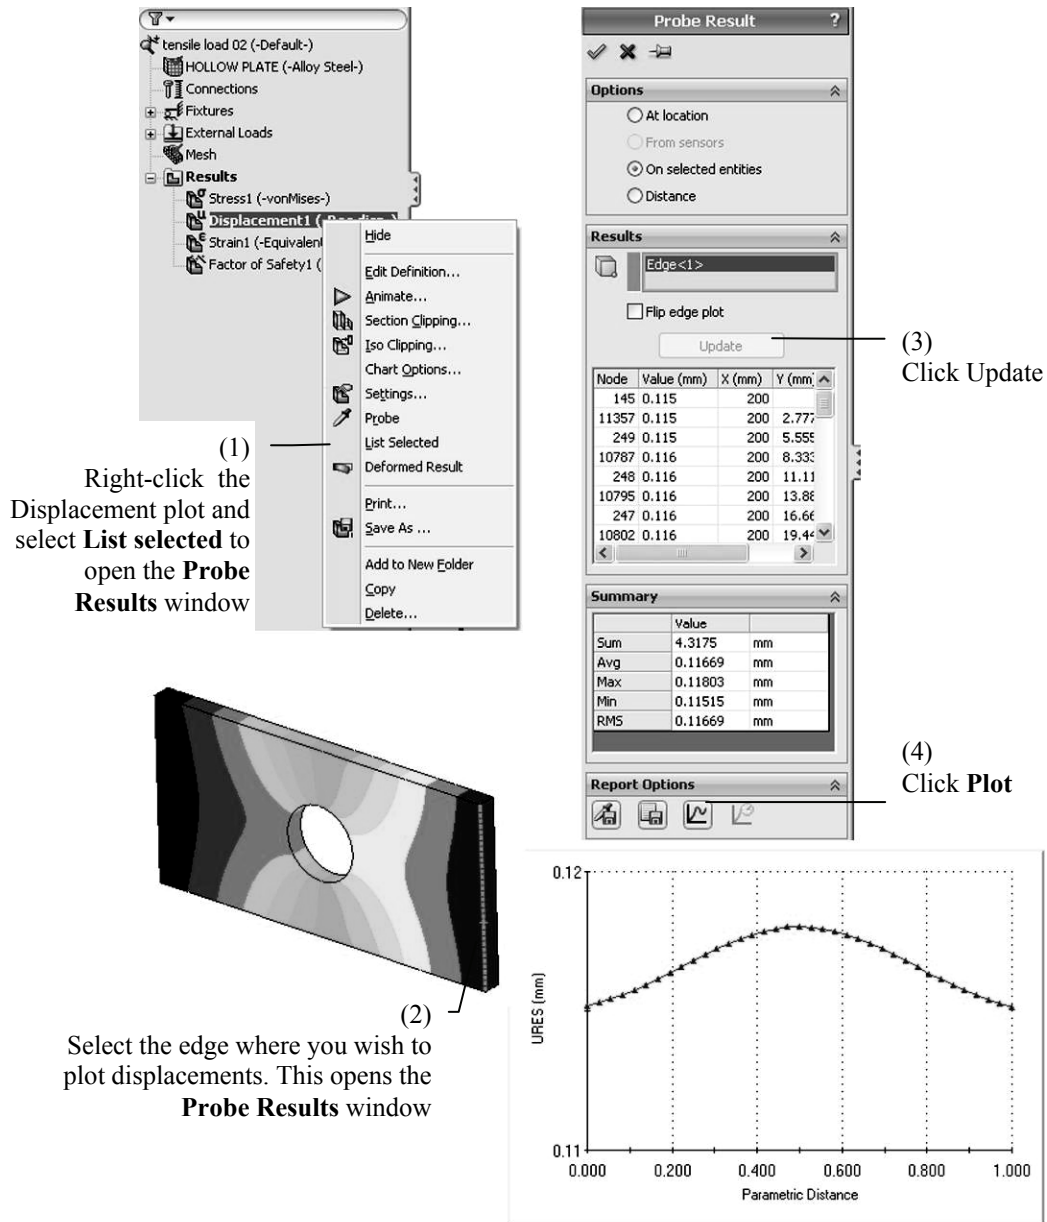 tensile load 02 (-Default-)
HOLLOW PLATE (-Alloy Steel-)
Connections
Fixtures
External Loads
Mesh
Results
Stress1 (-vonMises-)
Displacement1 (
Strain1 (-Equivalen
Factor of Safety1 (
Hide
Edit Definition...
Animate...
Section Clipping...
Iso Clipping...
Chart Options...
Settings...
Probe
List Selected
Deformed Result
Print...
Save As ...
Add to New Folder
Copy
Delete...
(1)
Right-click the
Displacement plot and
select List selected to
open the Probe
Results window
Probe Result ?
Options
At location
From sensors
On selected entities
Distance
Results
Edge<1>
Flip edge plot
Update
Node Value (mm) X (mm) Y (mm)
145 0.115 200
11357 0.115 200 2.777
249 0.115 200 5.555
10787 0.116 200 8.333
248 0.116 200 11.11
10795 0.116 200 13.88
247 0.116 200 16.66
10802 0.116 200 19.44
Summary
Value
Sum 4.3175 mm
Avg 0.11669 mm
Max 0.11803 mm
Min 0.11515 mm
RMS 0.11669 mm
Report Options
(3)
Click Update
(4)
Click Plot
(2)
Select the edge where you wish to
plot displacements. This opens the
Probe Results window
0.12
URES (mm)
0.11
0.000 0.200 0.400 0.600 0.800 1.000
Parametric Distance